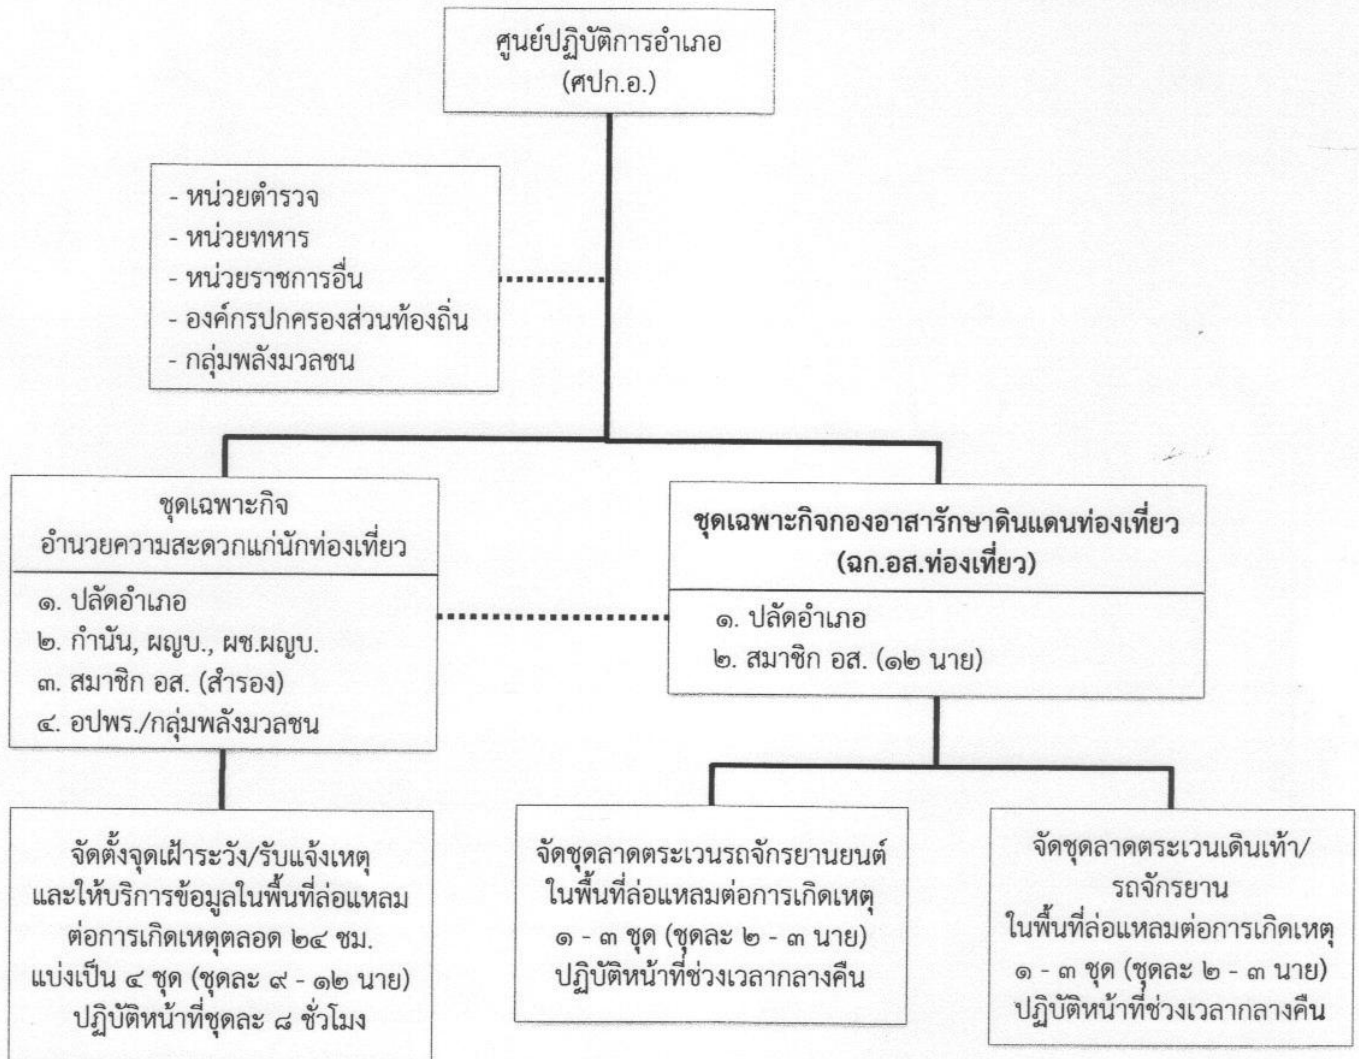 ศูนย์ปฏิบัติการอำเภอ
(ศปก.อ.)
- หน่วยตำรวจ
- หน่วยทหาร
- หน่วยราชการอื่น
- องค์กรปกครองส่วนท้องถิ่น
- กลุ่มพลังมวลชน
ชุดเฉพาะกิจ
อำนวยความสะดวกแก่นักท่องเที่ยว
๑. ปลัดอำเภอ
๒. กำนัน, ผญบ., ผช.ผญบ.
๓. สมาชิก อส. (สำรอง)
๔. อปพร./กลุ่มพลังมวลชน
ชุดเฉพาะกิจกองอาสารักษาดินแดนท่องเที่ยว
(ฉก.อส.ท่องเที่ยว)
๑. ปลัดอำเภอ
๒. สมาชิก อส. (๑๒ นาย)
จัดตั้งจุดเฝ้าระวัง/รับแจ้งเหตุ
และให้บริการข้อมูลในพื้นที่ล่อแหลม
ต่อการเกิดเหตุตลอด ๒๔ ชม.
แบ่งเป็น ๔ ชุด (ชุดละ ๙ - ๑๒ นาย)
ปฏิบัติหน้าที่ชุดละ ๘ ชั่วโมง
จัดชุดลาดตระเวนรถจักรยานยนต์
ในพื้นที่ล่อแหลมต่อการเกิดเหตุ
๑ - ๓ ชุด (ชุดละ ๒ - ๓ นาย)
ปฏิบัติหน้าที่ช่วงเวลากลางคืน
จัดชุดลาดตระเวนเดินเท้า/
รถจักรยาน
ในพื้นที่ล่อแหลมต่อการเกิดเหตุ
๑ - ๓ ชุด (ชุดละ ๒ - ๓ นาย)
ปฏิบัติหน้าที่ช่วงเวลากลางคืน